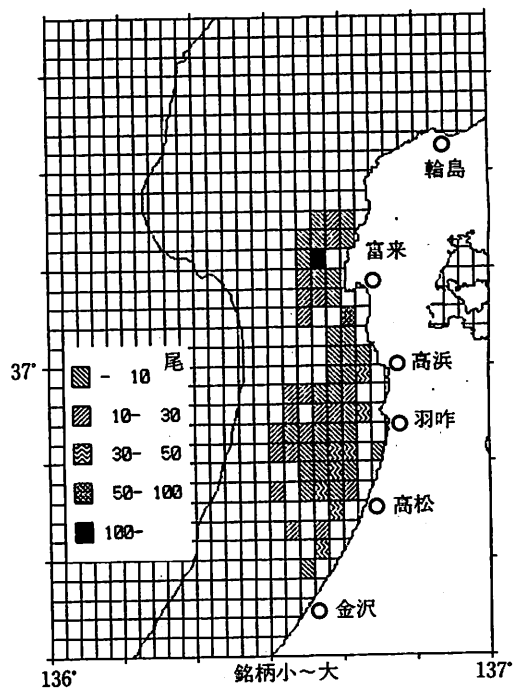 輪島
富来
37°
尾
- 10
10- 30
30- 50
50- 100
100-
高浜
羽咋
高松
金沢
136°
銘柄小~大
137°